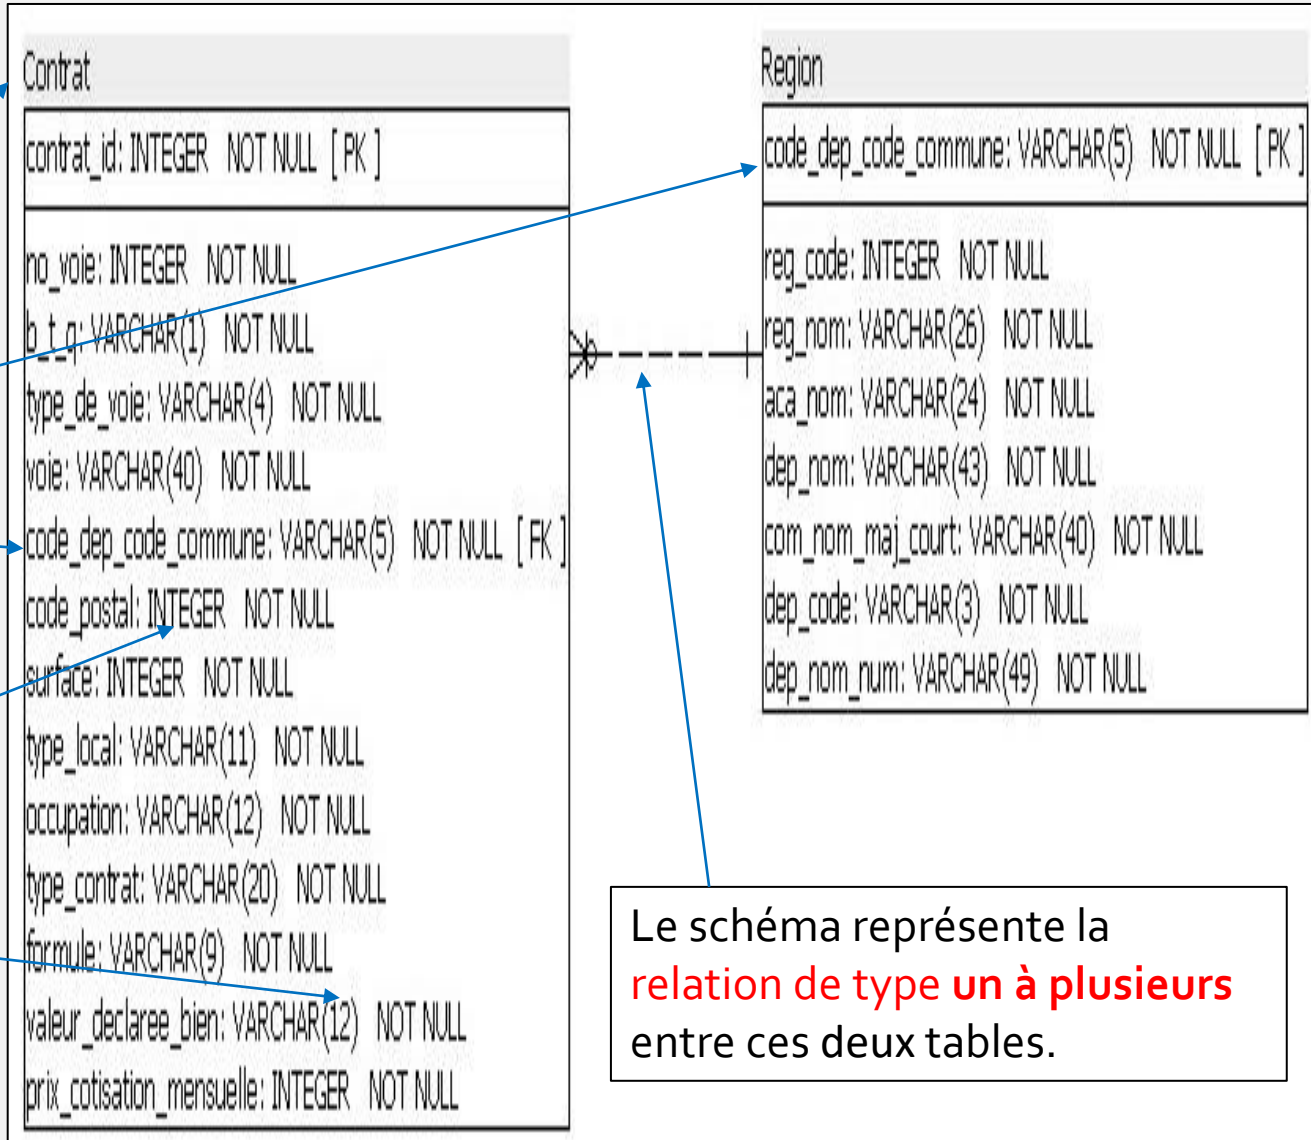 Contrat
contrat_id: INTEGER NOT NULL [ PK ]
no_voie: INTEGER NOT NULL
b_t_q: VARCHAR(1) NOT NULL
type_de_voie: VARCHAR(4) NOT NULL
voie: VARCHAR(40) NOT NULL
code_dep_code_commune: VARCHAR(5) NOT NULL [ FK ]
code_postal: INTEGER NOT NULL
surface: INTEGER NOT NULL
type_local: VARCHAR(11) NOT NULL
occupation: VARCHAR(12) NOT NULL
type_contrat: VARCHAR(20) NOT NULL
formule: VARCHAR(9) NOT NULL
valeur_declaree_bien: VARCHAR(12) NOT NULL
prix_cotisation_mensuelle: INTEGER NOT NULL
Region
code_dep_code_commune: VARCHAR(5) NOT NULL [ PK ]
reg_code: INTEGER NOT NULL
reg_nom: VARCHAR(26) NOT NULL
aca_nom: VARCHAR(24) NOT NULL
dep_nom: VARCHAR(43) NOT NULL
com_nom_maj_court: VARCHAR(40) NOT NULL
dep_code: VARCHAR(3) NOT NULL
dep_nom_num: VARCHAR(49) NOT NULL
Le schéma représente la
relation de type un à plusieurs
entre ces deux tables.